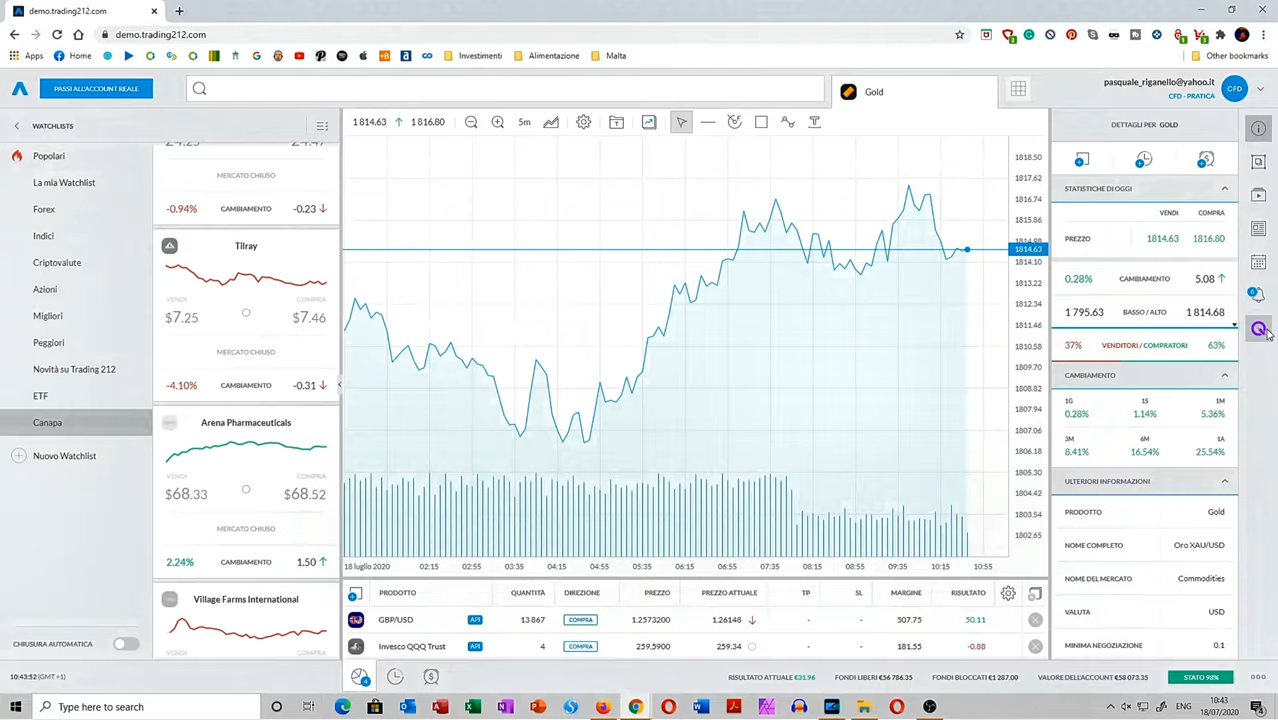 demo.trading212.com
demo.trading212.com
Apps
Home
Investimenti
Alimentazione
Malta
Other bookmarks
PASSI ALL'ACCOUNT REALE
Gold
pasquale_riganello@yahoo.it
CFD - PRATICA
CFD
WATCHLISTS
Popolari
La mia Watchlist
Forex
Indici
Criptovalute
Azioni
Migliori
Peggiori
Novità su Trading 212
ETF
Canapa
Nuovo Watchlist
CHIUSURA AUTOMATICA
10:43:52 (GMT +1)
MERCATO CHIUSO
-0.94% CAMBIAMENTO -0.23
Tilray
VENDI COMPRA
$7.25 $7.46
MERCATO CHIUSO
-4.10% CAMBIAMENTO -0.31
Arena Pharmaceuticals
VENDI COMPRA
$68.33 $68.52
MERCATO CHIUSO
2.24% CAMBIAMENTO 1.50
Village Farms International
VENDI COMPRA
1 814.63 1 816.80 5m
1818.50
1817.62
1816.74
1815.86
1814.98
1814.63
1814.10
1813.22
1812.34
1811.46
1810.58
1809.70
1808.82
1807.94
1807.06
1806.18
1805.30
1804.42
1803.54
1802.65
18 luglio 2020 02:15 02:55 03:35 04:15 04:55 05:35 06:15 06:55 07:35 08:15 08:55 09:35 10:15 10:55
PRODOTTO QUANTITÀ DIREZIONE PREZZO PREZZO ATTUALE TP SL MARGINE RISULTATO
GBP/USD API 13 867 COMPRA 1.2573200 1.26148 - - 507.75 50.11
Invesco QQQ Trust API 4 COMPRA 259.5900 259.34 - - 181.55 -0.88
4
RISULTATO ATTUALE €31.96 FONDI LIBERI €56 786.35 FONDI BLOCCATI €1 287.00 VALORE DELL'ACCOUNT €58 073.35 STATO 98%
DETTAGLI PER GOLD
STATISTICHE DI OGGI
VENDI COMPRA
PREZZO 1814.63 1816.80
0.28% CAMBIAMENTO 5.08
1 795.63 BASSO / ALTO 1 814.68
37% VENDITORI / COMPRATORI 63%
CAMBIAMENTO
1G 1S 1M
0.28% 1.14% 5.36%
3M 6M 1A
8.41% 16.54% 25.54%
ULTERIORI INFORMAZIONI
PRODOTTO Gold
NOME COMPLETO Oro XAU/USD
NOME DEL MERCATO Commodities
VALUTA USD
MINIMA NEGOZIAZIONE 0.1
0
Type here to search
ENG
10:43
18/07/2020